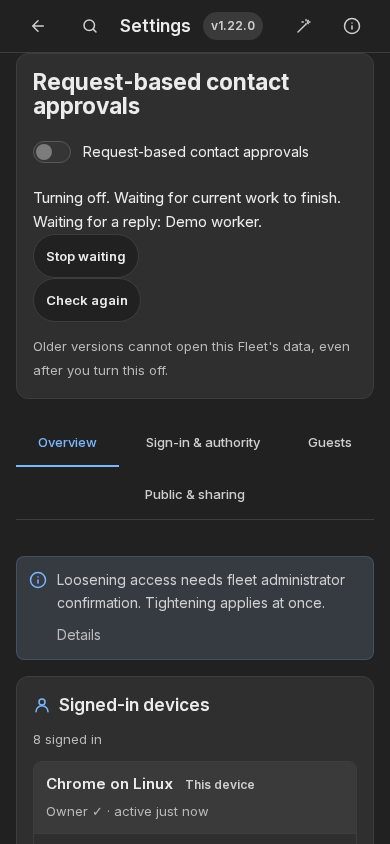 Settings v1.22.0
Request-based contact
approvals
Request-based contact approvals
Turning off. Waiting for current work to finish.
Waiting for a reply: Demo worker.
Stop waiting
Check again
Older versions cannot open this Fleet's data, even
after you turn this off.
Overview Sign-in & authority Guests
Public & sharing
Loosening access needs fleet administrator
confirmation. Tightening applies at once.
Details
Signed-in devices
8 signed in
Chrome on Linux This device
Owner ✓ · active just now